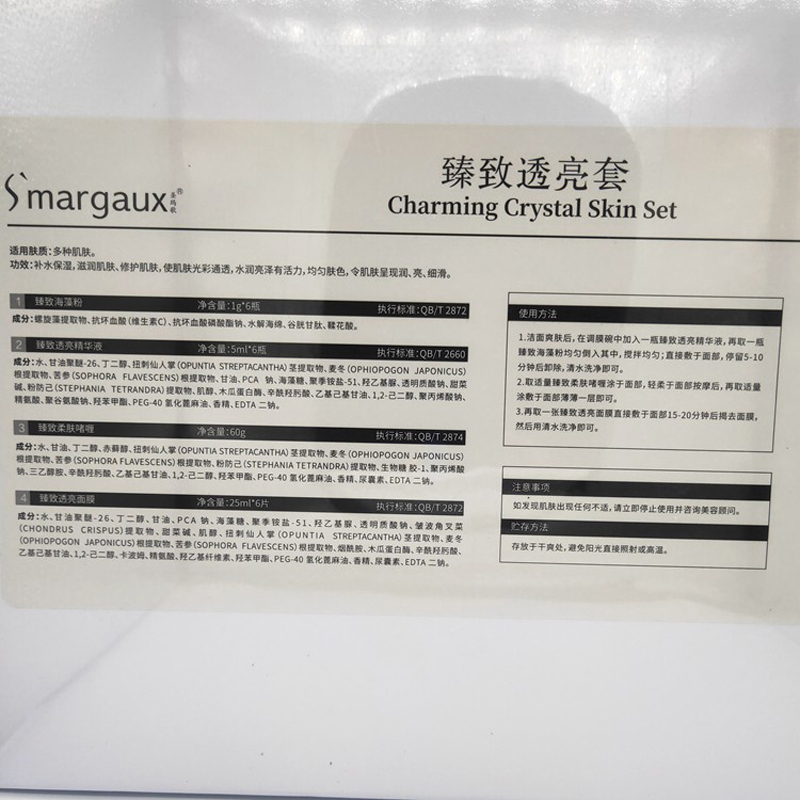 S'margaux®
圣玛歌
臻致透亮套
Charming Crystal Skin Set
适用肤质:多种肌肤。
功效:补水保湿,滋润肌肤、修护肌肤,使肌肤光彩通透,水润亮泽有活力,均匀肤色,令肌肤呈现润、亮、细滑。
1 臻致海藻粉 净含量:1g*6瓶 执行标准:QB/T 2872
成分:螺旋藻提取物、抗坏血酸(维生素C)、抗坏血酸磷酸酯钠、水解海绵、谷胱甘肽、鞣花酸。
2 臻致透亮精华液 净含量:5ml*6瓶 执行标准:QB/T 2660
成分:水、甘油聚醚-26、丁二醇、扭刺仙人掌(OPUNTIA STREPTACANTHA)茎提取物、麦冬(OPHIOPOGON JAPONICUS)
根提取物、苦参(SOPHORA FLAVESCENS)根提取物、甘油、PCA 钠、海藻糖、聚季铵盐-51、羟乙基脲、透明质酸钠、甜菜
碱、粉防己(STEPHANIA TETRANDRA)提取物、肌醇、木瓜蛋白酶、辛酰羟肟酸、乙基己基甘油、1,2-己二醇、聚丙烯酸钠、
精氨酸、聚谷氨酸钠、羟苯甲酯、PEG-40 氢化蓖麻油、香精、EDTA 二钠。
3 臻致柔肤啫喱 净含量:60g 执行标准:QB/T 2874
成分:水、甘油、丁二醇、赤藓醇、扭刺仙人掌(OPUNTIA STREPTACANTHA)茎提取物、麦冬(OPHIOPOGON JAPONICUS)
根提取物、苦参(SOPHORA FLAVESCENS)根提取物、粉防己(STEPHANIA TETRANDRA)提取物、生物糖 胶-1、聚丙烯酸
钠、三乙醇胺、辛酰羟肟酸、乙基己基甘油、1,2-己二醇、羟苯甲酯、PEG-40 氢化蓖麻油、香精、尿囊素、EDTA 二钠。
4 臻致透亮面膜 净含量:25ml*6片 执行标准:QB/T 2872
成分:水、甘油聚醚-26、丁二醇、甘油、PCA 钠、海藻糖、聚季铵盐-51、羟乙基脲、透明质酸钠、皱波角叉菜
(CHONDRUS CRISPUS)提取物、甜菜碱、肌醇、扭刺仙人掌(OPUNTIA STREPTACANTHA)茎提取物、麦冬
(OPHIOPOGON JAPONICUS)根提取物、苦参(SOPHORA FLAVESCENS)根提取物、烟酰胺、木瓜蛋白酶、辛酰羟肟酸、
乙基己基甘油、1,2-己二醇、卡波姆、精氨酸、羟乙基纤维素、羟苯甲酯、PEG-40 氢化蓖麻油、香精、尿囊素、EDTA 二钠。
使用方法
1.洁面爽肤后,在调膜碗中加入一瓶臻致透亮精华液,再取一瓶
臻致海藻粉均匀倒入其中,搅拌均匀;直接敷于面部,停留5-10
分钟后卸除,清水洗净即可。
2.取适量臻致柔肤啫喱涂于面部,轻柔于面部按摩后,再取适量
涂敷于面部薄薄一层即可。
3.再取一张臻致透亮面膜直接敷于面部15-20分钟后揭去面膜,
然后用清水洗净即可。
注意事项
如发现肌肤出现任何不适,请立即停止使用并咨询美容顾问。
贮存方法
存放于干爽处,避免阳光直接照射或高温。